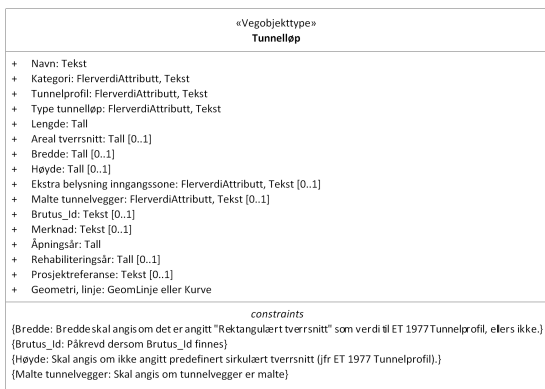 «Vegobjekttype»
Tunnelløp
+ Navn: Tekst
+ Kategori: FlerverdiAttributt, Tekst
+ Tunnelprofil: FlerverdiAttributt, Tekst
+ Type tunnelløp: FlerverdiAttributt, Tekst
+ Lengde: Tall
+ Areal tverrsnitt: Tall [0..1]
+ Bredde: Tall [0..1]
+ Høyde: Tall [0..1]
+ Ekstra belysning inngangssone: FlerverdiAttributt, Tekst [0..1]
+ Malte tunnelvegger: FlerverdiAttributt, Tekst [0..1]
+ Brutus_Id: Tekst [0..1]
+ Merknad: Tekst [0..1]
+ Åpningsår: Tall
+ Rehabiliteringsår: Tall [0..1]
+ Prosjektreferanse: Tekst [0..1]
+ Geometri, linje: GeomLinje eller Kurve
constraints
{Bredde: Bredde skal angis om det er angitt "Rektangulært tverrsnitt" som verdi til ET 1977 Tunnelprofil, ellers ikke.}
{Brutus_Id: Påkrevd dersom Brutus_Id finnes}
{Høyde: Skal angis om ikke angitt predefinert sirkulært tverrsnitt (jfr ET 1977 Tunnelprofil).}
{Malte tunnelvegger: Skal angis om tunnelvegger er malte}